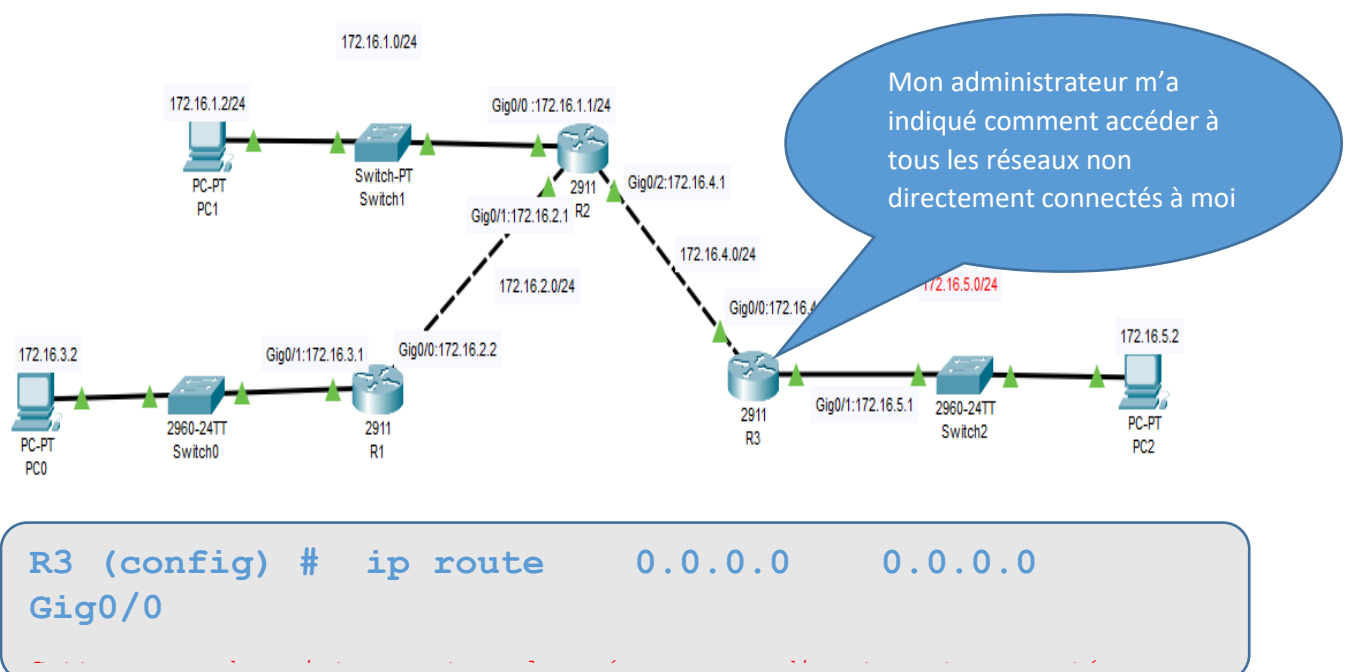 172.16.1.0/24
172.16.1.2/24
Gig0/0 :172.16.1.1/24
Mon administrateur m’a
indiqué comment accéder à
tous les réseaux non
directement connectés à moi
PC-PT
PC1
Switch-PT
Switch1
2911
R2
Gig0/2:172.16.4.1
Gig0/1:172.16.2.1
172.16.4.0/24
172.16.2.0/24
172.16.5.0/24
Gig0/0:172.16.4
172.16.3.2
Gig0/1:172.16.3.1
Gig0/0:172.16.2.2
172.16.5.2
PC-PT
PC0
2960-24TT
Switch0
2911
R1
2911
R3
Gig0/1:172.16.5.1
2960-24TT
Switch2
PC-PT
PC2
R3 (config) # ip route 0.0.0.0 0.0.0.0
Gig0/0